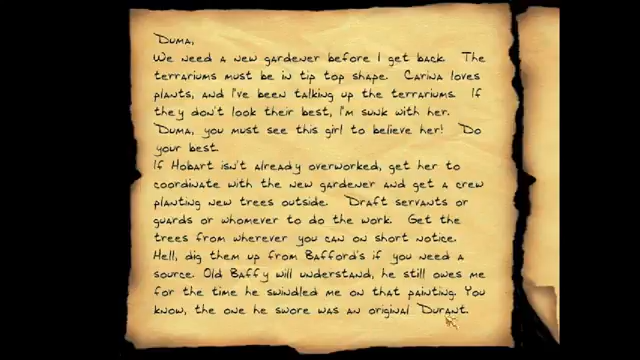 Duma,
We need a new gardener before I get back. The
terrariums must be in tip top shape. Carina loves
plants, and I've been talking up the terrariums. If
they don't look their best, I'm sunk with her.
Duma, you must see this girl to believe her! Do
your best.
If Hobart isn't already overworked, get her to
coordinate with the new gardener and get a crew
planting new trees outside. Draft servants or
guards or whomever to do the work. Get the
trees from wherever you can on short notice.
Hell, dig them up from Bafford's if you need a
source. Old Baffy will understand, he still owes me
for the time he swindled me on that painting. You
know, the one he swore was an original Durant.